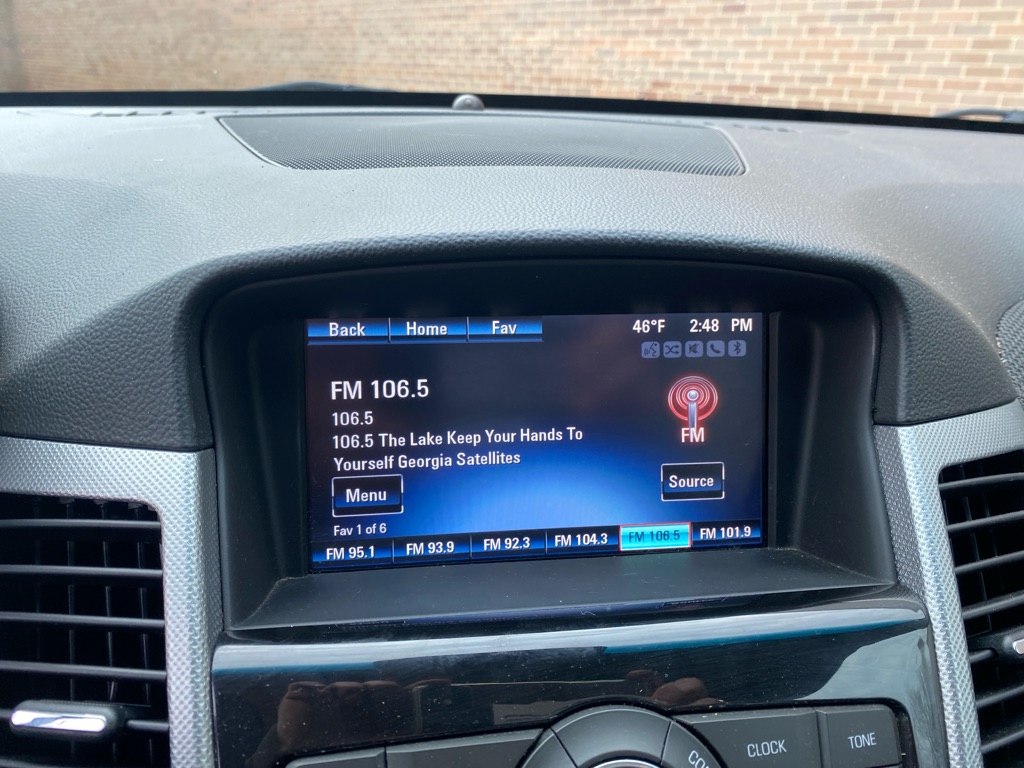 Back Home Fav 46°F 2:48 PM
FM 106.5
106.5
106.5 The Lake Keep Your Hands To
Yourself Georgia Satellites
FM
Menu Source
Fav 1 of 6
FM 95.1 FM 93.9 FM 92.3 FM 104.3 FM 106.5 FM 101.9
CLOCK TONE